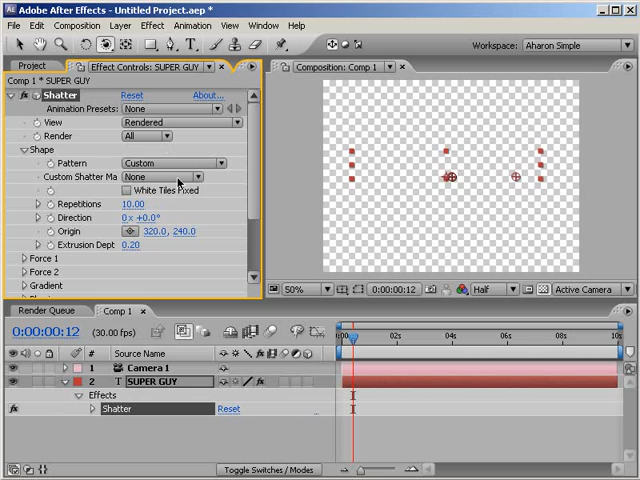 Adobe After Effects - Untitled Project.aep *
File Edit Composition Layer Effect Animation View Window Help
Workspace: Aharon Simple
Project Effect Controls: SUPER GUY Composition: Comp 1
Comp 1 * SUPER GUY
Shatter Reset About...
Animation Presets: None
View Rendered
Render All
Shape
Pattern Custom
Custom Shatter Ma None
White Tiles Fixed
Repetitions 10.00
Direction 0x +0.0°
Origin 320.0, 240.0
Extrusion Dept 0.20
Force 1
Force 2
Gradient
50% 0:00:00:12 Half Active Camera
Render Queue Comp 1
0:00:00:12 (30.00 fps) 02s 04s 06s 08s 10s
# Source Name
1 Camera 1
2 T SUPER GUY
Effects
Shatter Reset
Toggle Switches / Modes